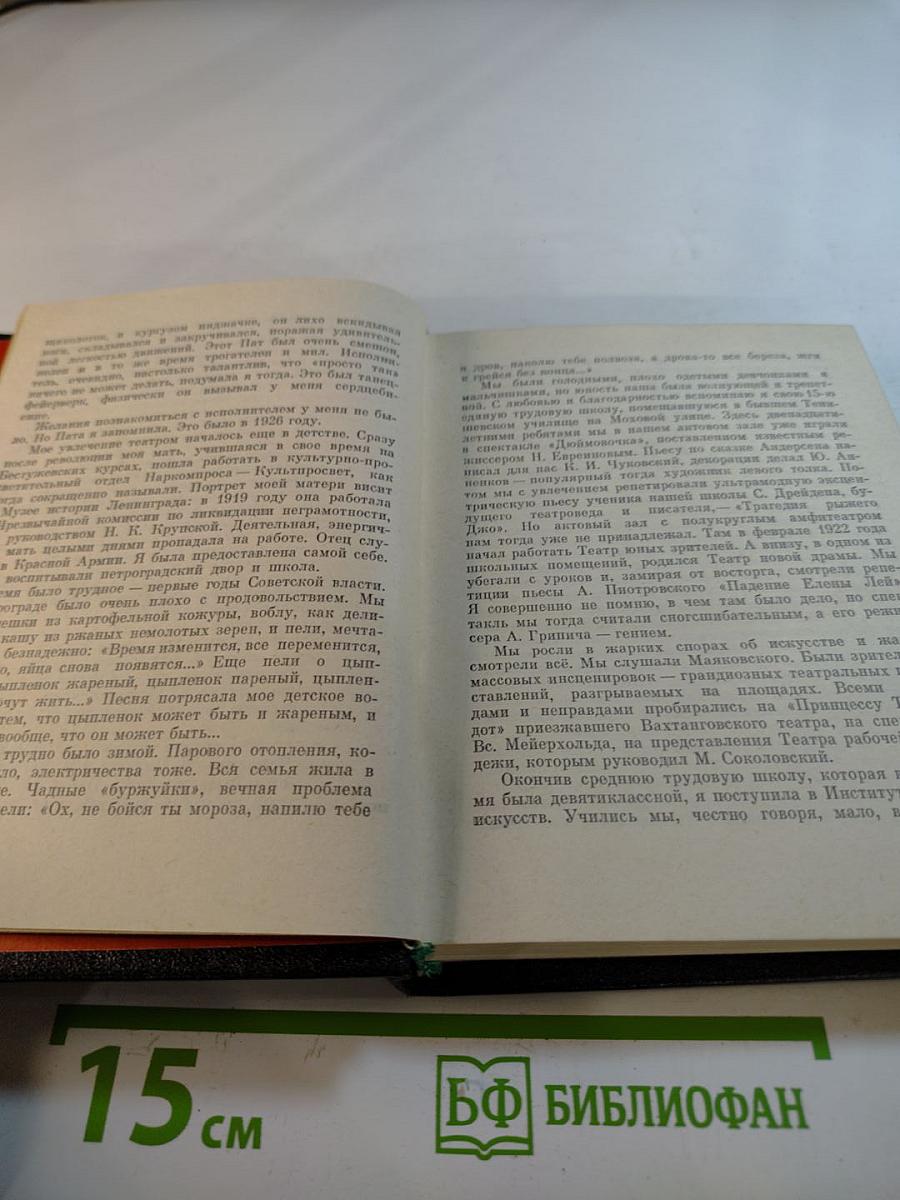 щиколоток, в кургузом пиджачке, он лихо вскидывал
ноги, складывался и закручивался, поражая удивитель-
ной легкостью движений. Этот Пат был очень смешон,
нелеп и в то же время трогателен и мил. Исполни-
тель, очевидно, настолько талантлив, что «просто так»
ничего не может делать, подумала я тогда. Это был танец-
фейерверк, физически он вызывал у меня сердцеби-
ение.
Желания познакомиться с исполнителем у меня не бы-
ло. Но Пата я запомнила. Это было в 1926 году.
Мое увлечение театром началось еще в детстве. Сразу
после революции моя мать, учившаяся в свое время на
Бестужевских курсах, пошла работать в культурно-про-
светительный отдел Наркомпроса — Культпросвет, как
огда сокращенно называли. Портрет моей матери висит
Музее истории Ленинграда: в 1919 году она работала
Чрезвычайной комиссии по ликвидации неграмотности,
руководством Н. К. Крупской. Деятельная, энергич-
мать целыми днями пропадала на работе. Отец слу-
в Красной Армии. Я была предоставлена самой себе.
воспитывали петроградский двор и школа.
емя было трудное — первые годы Советской власти.
рограде было очень плохо с продовольствием. Мы
пешки из картофельной кожуры, воблу, как дели-
кашу из ржаных немолотых зерен, и пели, мечта-
безнадежно: «Время изменится, все переменится,
о, яйца снова появятся...» Еще пели о цып-
цыпленок жареный, цыпленок пареный, цыплен-
очут жить...» Песня потрясала мое детское во-
тем, что цыпленок может быть и жареным, и
вообще, что он может быть...
трудно было зимой. Парового отопления, ко-
ло, электричества тоже. Вся семья жила в
е. Чадные «буржуйки», вечная проблема
ели: «Ох, не бойся ты мороза, напилю тебе
я дров, наколю тебе полвоза, а дрова-то все береза, жги
и грейся без конца...»
Мы были голодными, плохо одетыми девчонками и
мальчишками, но юность наша была волнующей и трепет-
ной. С любовью и благодарностью вспоминаю я свою 15-ю
единую трудовую школу, помещавшуюся в бывшем Тени-
шевском училище на Моховой улице. Здесь двенадцати-
летними ребятами мы в нашем актовом зале уже играли
в спектакле «Дюймовочка», поставленном известным ре-
жиссером Н. Евреиновым. Пьесу по сказке Андерсена на-
писал для нас К. И. Чуковский, декорации делал Ю. Ан-
ненков — популярный тогда художник левого толка. По-
том мы с увлечением репетировали ультрамодную эксцен-
трическую пьесу ученика нашей школы С. Дрейдена, бу-
дущего театроведа и писателя,— «Трагедия рыжего
Джо». Но актовый зал с полукруглым амфитеатром
нам тогда уже не принадлежал. Там в феврале 1922 года
начал работать Театр юных зрителей. А внизу, в одном из
школьных помещений, родился Театр новой драмы. Мы
убегали с уроков и, замирая от восторга, смотрели репе-
тиции пьесы А. Пиотровского «Падение Елены Лей»
Я совершенно не помню, в чем там было дело, но спек
такль мы тогда считали сногсшибательным, а его режи
сера А. Грипича — гением.
Мы росли в жарких спорах об искусстве и жа
смотрели всё. Мы слушали Маяковского. Были зрител
массовых инсценировок — грандиозных театральных п
ставлений, разгрываемых на площадях. Всеми
дами и неправдами пробирались на «Принцессу Т
дот» приезжавшего Вахтанговского театра, на спе
Вс. Мейерхольда, на представления Театра рабочей
дежи, которым руководил М. Соколовский.
Окончив среднюю трудовую школу, которая в
мя была девятиклассной, я поступила в Институт
искусств. Учились мы, честно говоря, мало, в
15 см
БФ БИБЛИОФАН